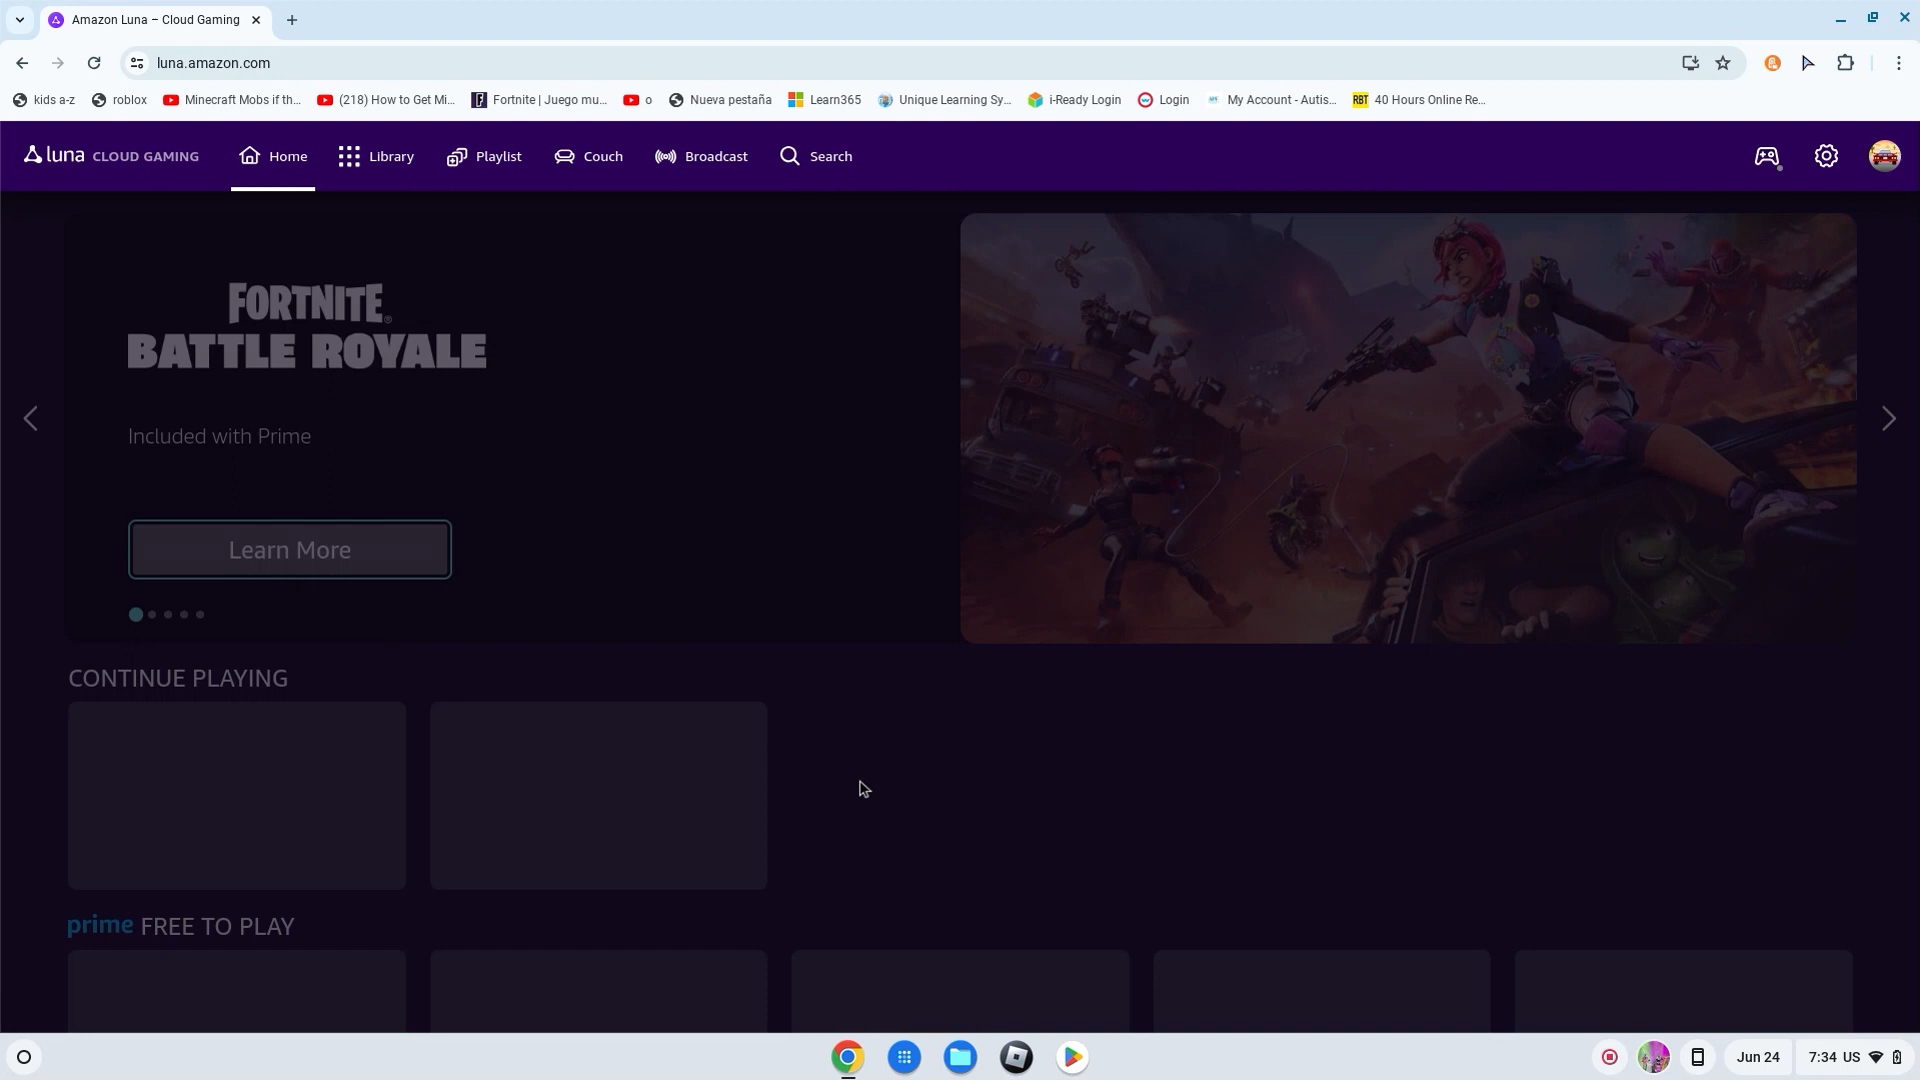 Amazon Luna – Cloud Gaming
luna.amazon.com
kids a-z
roblox
Minecraft Mobs if th...
(218) How to Get Mi...
Fortnite | Juego mu...
o
Nueva pestaña
Learn365
Unique Learning Sy...
i-Ready Login
Login
My Account - Autis...
RBT
40 Hours Online Re...
luna CLOUD GAMING
Home
Library
Playlist
Couch
Broadcast
Search
FORTNITE®
BATTLE ROYALE
Included with Prime
Learn More
CONTINUE PLAYING
prime FREE TO PLAY
Jun 24
7:34 US